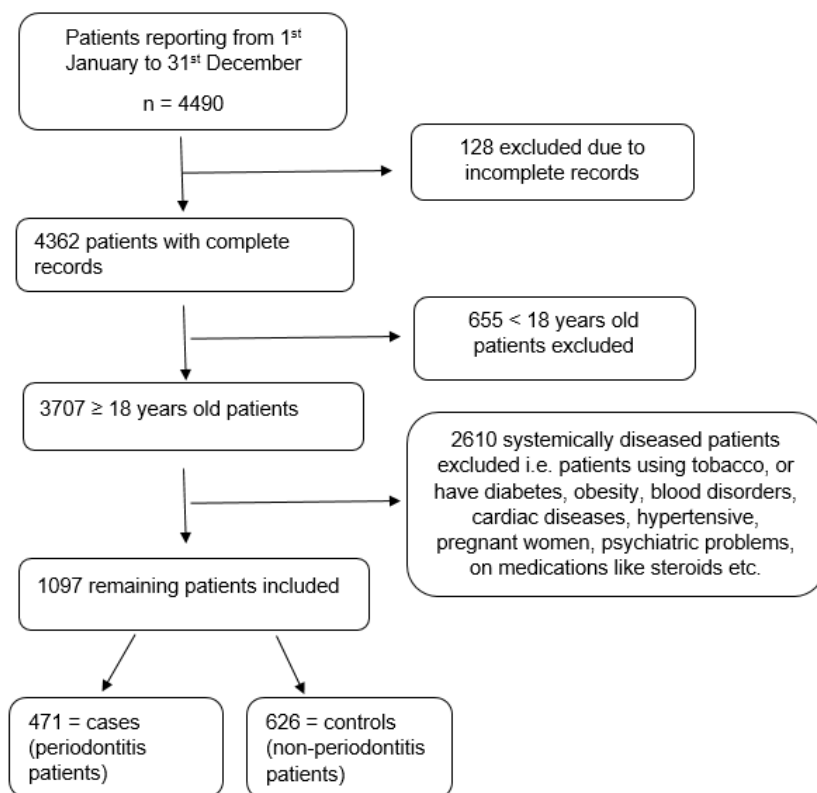 Patients reporting from 1st
January to 31st December
n = 4490
128 excluded due to
incomplete records
4362 patients with complete
records
655 < 18 years old
patients excluded
3707 ≥ 18 years old patients
2610 systemically diseased patients
excluded i.e. patients using tobacco, or
have diabetes, obesity, blood disorders,
cardiac diseases, hypertensive,
pregnant women, psychiatric problems,
on medications like steroids etc.
1097 remaining patients included
471 = cases
(periodontitis
patients)
626 = controls
(non-periodontitis
patients)